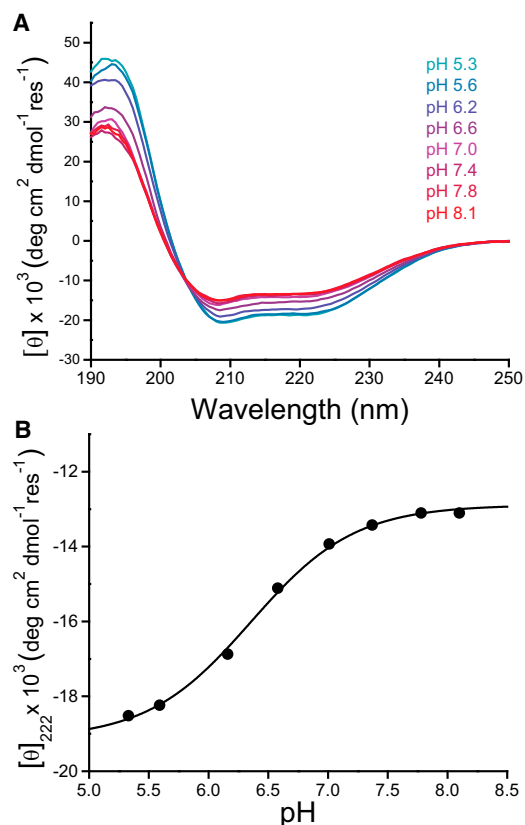 A
[θ] x 10³ (deg cm² dmol⁻¹ res⁻¹)
50
40
30
20
10
0
-10
-20
-30
pH 5.3
pH 5.6
pH 6.2
pH 6.6
pH 7.0
pH 7.4
pH 7.8
pH 8.1
190 200 210 220 230 240 250
Wavelength (nm)
B
[θ]₂₂₂ x 10³ (deg cm² dmol⁻¹ res⁻¹)
-12
-14
-16
-18
-20
5.0 5.5 6.0 6.5 7.0 7.5 8.0 8.5
pH